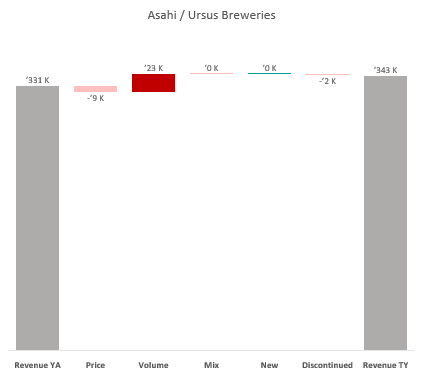 Asahi / Ursus Breweries
'331 K
-'9 K
'23 K
'0 K
'0 K
-'2 K
'343 K
Revenue YA Price Volume Mix New Discontinued Revenue TY